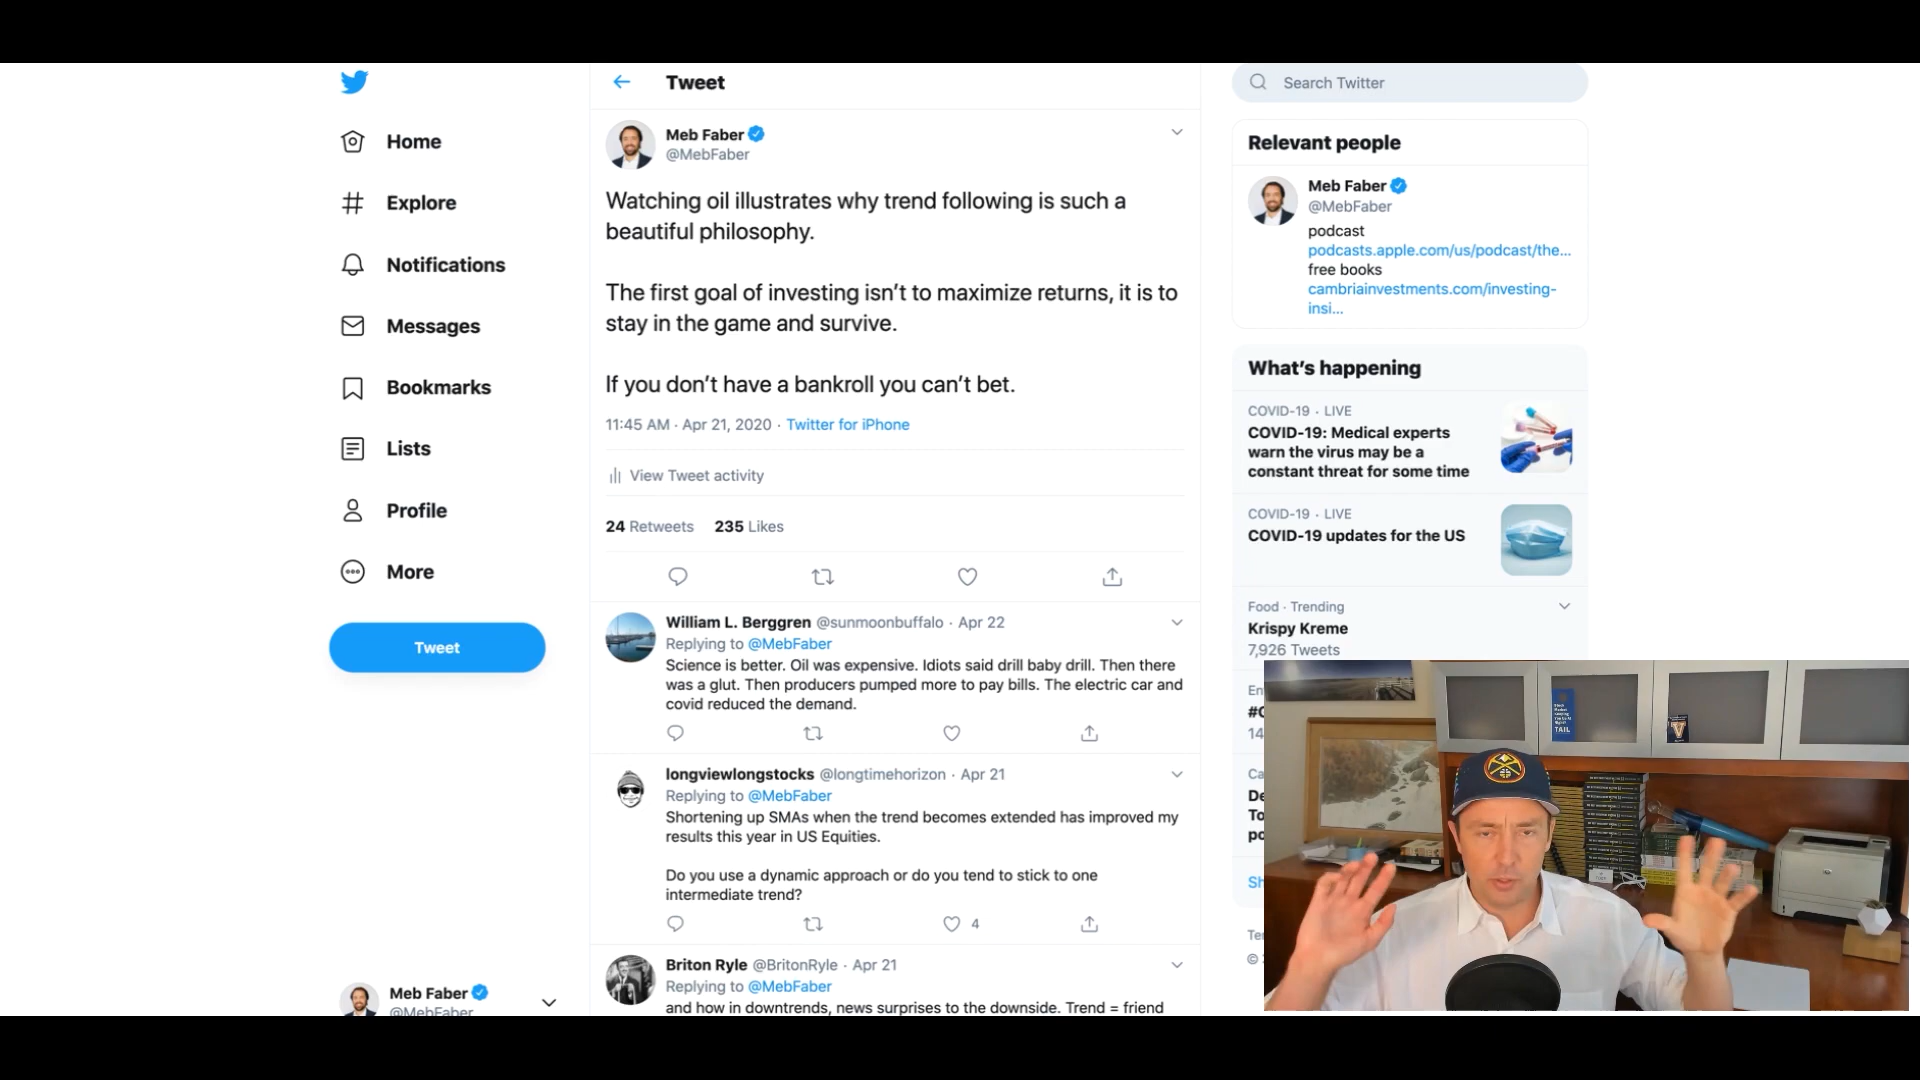 Home
Explore
Notifications
Messages
Bookmarks
Lists
Profile
More
Tweet
Meb Faber
@MebFaber
Tweet
Meb Faber
@MebFaber
Watching oil illustrates why trend following is such a
beautiful philosophy.
The first goal of investing isn’t to maximize returns, it is to
stay in the game and survive.
If you don’t have a bankroll you can’t bet.
11:45 AM · Apr 21, 2020 · Twitter for iPhone
View Tweet activity
24 Retweets 235 Likes
William L. Berggren @sunmoonbuffalo · Apr 22
Replying to @MebFaber
Science is better. Oil was expensive. Idiots said drill baby drill. Then there
was a glut. Then producers pumped more to pay bills. The electric car and
covid reduced the demand.
longviewlongstocks @longtimehorizon · Apr 21
Replying to @MebFaber
Shortening up SMAs when the trend becomes extended has improved my
results this year in US Equities.
Do you use a dynamic approach or do you tend to stick to one
intermediate trend?
4
Briton Ryle @BritonRyle · Apr 21
Replying to @MebFaber
and how in downtrends, news surprises to the downside. Trend = friend
Search Twitter
Relevant people
Meb Faber
@MebFaber
podcast
podcasts.apple.com/us/podcast/the...
free books
cambriainvestments.com/investing-
insi...
What’s happening
COVID-19 · LIVE
COVID-19: Medical experts
warn the virus may be a
constant threat for some time
COVID-19 · LIVE
COVID-19 updates for the US
Food · Trending
Krispy Kreme
7,926 Tweets
TAIL
V